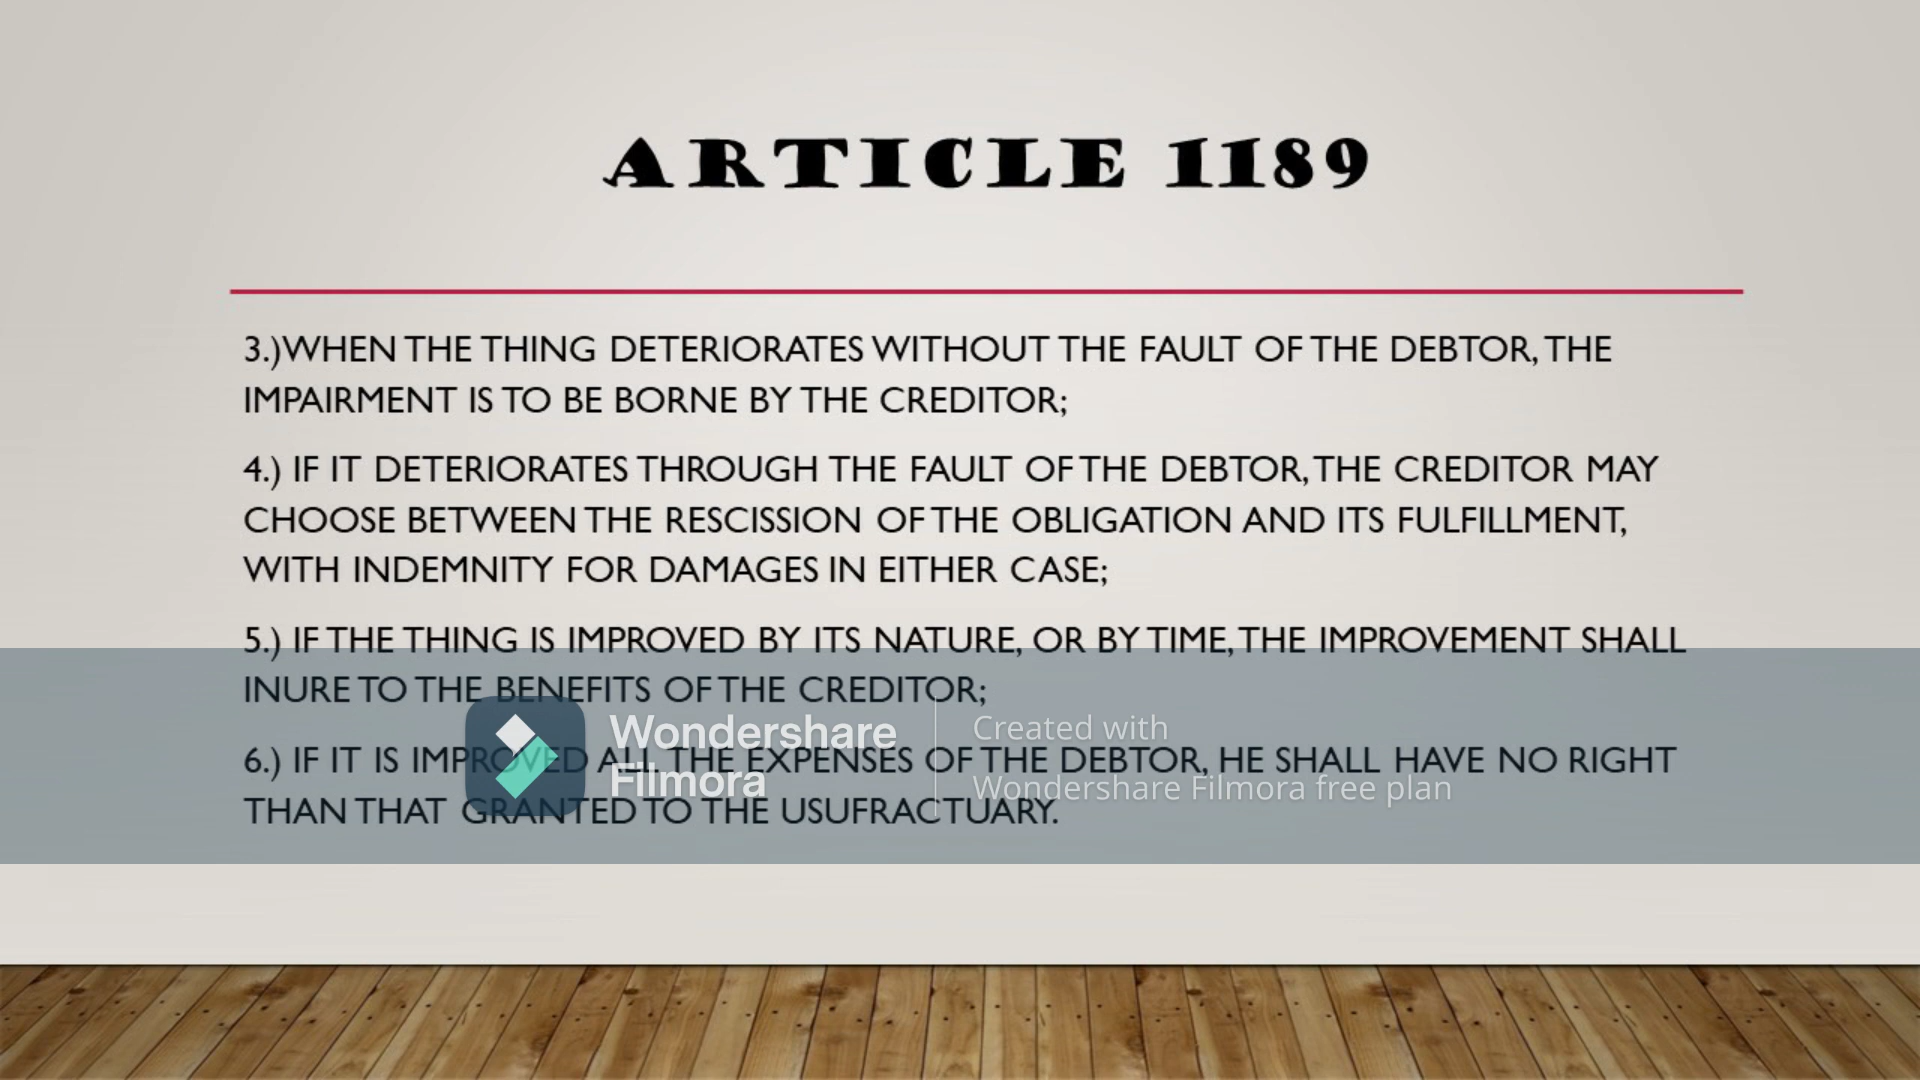 ARTICLE 1189
3.)WHEN THE THING DETERIORATES WITHOUT THE FAULT OF THE DEBTOR, THE
IMPAIRMENT IS TO BE BORNE BY THE CREDITOR;
4.) IF IT DETERIORATES THROUGH THE FAULT OF THE DEBTOR, THE CREDITOR MAY
CHOOSE BETWEEN THE RESCISSION OF THE OBLIGATION AND ITS FULFILLMENT,
WITH INDEMNITY FOR DAMAGES IN EITHER CASE;
5.) IF THE THING IS IMPROVED BY ITS NATURE, OR BY TIME, THE IMPROVEMENT SHALL
INURE TO THE BENEFITS OF THE CREDITOR;
6.) IF IT IS IMPROVED ALL THE EXPENSES OF THE DEBTOR, HE SHALL HAVE NO RIGHT
THAN THAT GRANTED TO THE USUFRACTUARY.
Wondershare
Filmora
Created with
Wondershare Filmora free plan